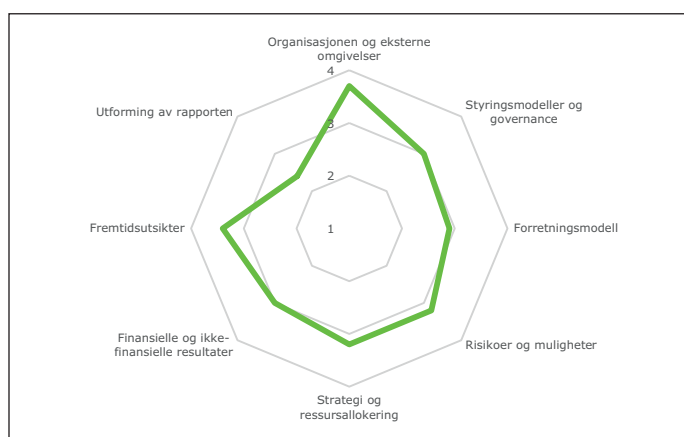 Organisasjonen og eksterne
omgivelser
4
Utforming av rapporten
Styringsmodeller og
governance
3
2
Fremtidsutsikter
1
Forretningsmodell
Finansielle og ikke-
finansielle resultater
Risikoer og muligheter
Strategi og
ressursallokering